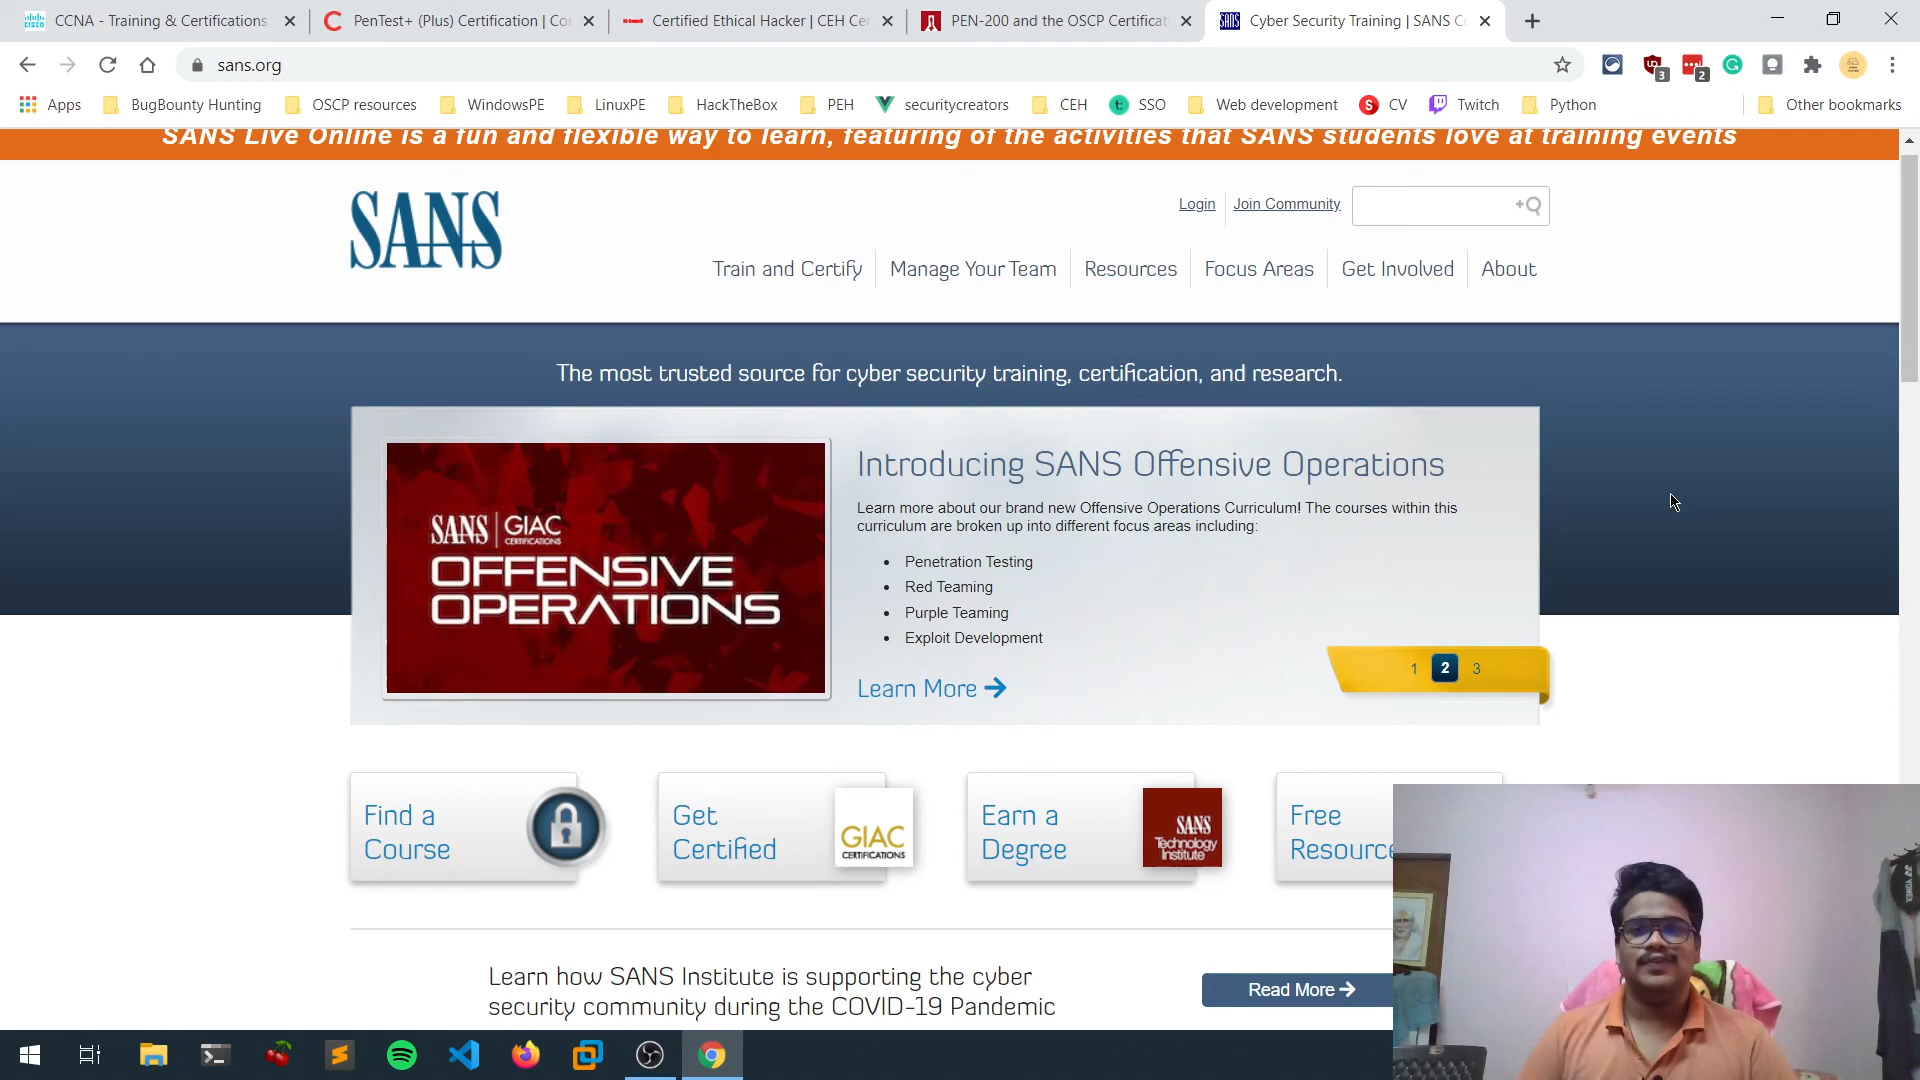 CCNA - Training & Certifications
PenTest+ (Plus) Certification | Co
Certified Ethical Hacker | CEH Ce
PEN-200 and the OSCP Certificat
Cyber Security Training | SANS C
sans.org
3
2
Apps
BugBounty Hunting
OSCP resources
WindowsPE
LinuxPE
HackTheBox
PEH
securitycreators
CEH
SSO
Web development
CV
Twitch
Python
Other bookmarks
SANS Live Online is a fun and flexible way to learn, featuring of the activities that SANS students love at training events
SANS
Login
Join Community
Train and Certify
Manage Your Team
Resources
Focus Areas
Get Involved
About
The most trusted source for cyber security training, certification, and research.
SANS | GIAC
CERTIFICATIONS
OFFENSIVE
OPERATIONS
Introducing SANS Offensive Operations
Learn more about our brand new Offensive Operations Curriculum! The courses within this
curriculum are broken up into different focus areas including:
Penetration Testing
Red Teaming
Purple Teaming
Exploit Development
Learn More
1 2 3
Find a
Course
Get
Certified
GIAC
CERTIFICATIONS
Earn a
Degree
SANS
Technology
Institute
Free
Resource
Learn how SANS Institute is supporting the cyber
security community during the COVID-19 Pandemic
Read More